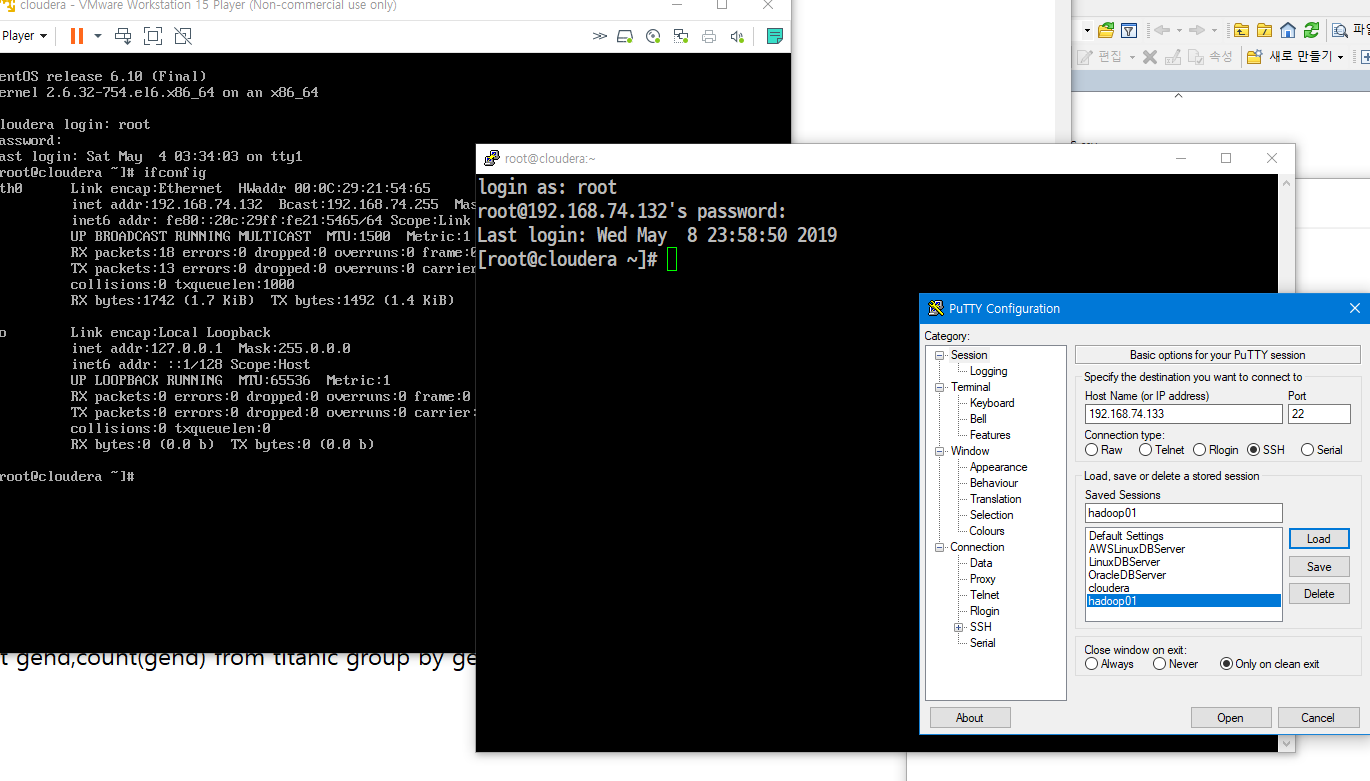 cloudera - VMware Workstation 15 Player (Non-commercial use only)
Player
entOS release 6.10 (Final)
ernel 2.6.32-754.el6.x86_64 on an x86_64
loudera login: root
assword:
ast login: Sat May  4 03:34:03 on tty1
root@cloudera ~]# ifconfig
th0 Link encap:Ethernet  HWaddr 00:0C:29:21:54:65
inet addr:192.168.74.132  Bcast:192.168.74.255  Mas
inet6 addr: fe80::20c:29ff:fe21:5465/64 Scope:Link
UP BROADCAST RUNNING MULTICAST  MTU:1500  Metric:1
RX packets:18 errors:0 dropped:0 overruns:0 frame:0
TX packets:13 errors:0 dropped:0 overruns:0 carrier
collisions:0 txqueuelen:1000
RX bytes:1742 (1.7 KiB)  TX bytes:1492 (1.4 KiB)
o Link encap:Local Loopback
inet addr:127.0.0.1  Mask:255.0.0.0
inet6 addr: ::1/128 Scope:Host
UP LOOPBACK RUNNING  MTU:65536  Metric:1
RX packets:0 errors:0 dropped:0 overruns:0 frame:0
TX packets:0 errors:0 dropped:0 overruns:0 carrier:
collisions:0 txqueuelen:0
RX bytes:0 (0.0 b)  TX bytes:0 (0.0 b)
root@cloudera ~]#
t gend,count(gend) from titanic group by ge
편집
속성
새로 만들기
root@cloudera:~
login as: root
root@192.168.74.132's password:
Last login: Wed May  8 23:58:50 2019
[root@cloudera ~]#
PuTTY Configuration
Category:
Session
Logging
Terminal
Keyboard
Bell
Features
Window
Appearance
Behaviour
Translation
Selection
Colours
Connection
Data
Proxy
Telnet
Rlogin
SSH
Serial
Basic options for your PuTTY session
Specify the destination you want to connect to
Host Name (or IP address) Port
192.168.74.133 22
Connection type:
Raw Telnet Rlogin SSH Serial
Load, save or delete a stored session
Saved Sessions
hadoop01
Default Settings
AWSLinuxDBServer
LinuxDBServer
OracleDBServer
cloudera
hadoop01
Load
Save
Delete
Close window on exit:
Always Never Only on clean exit
About Open Cancel